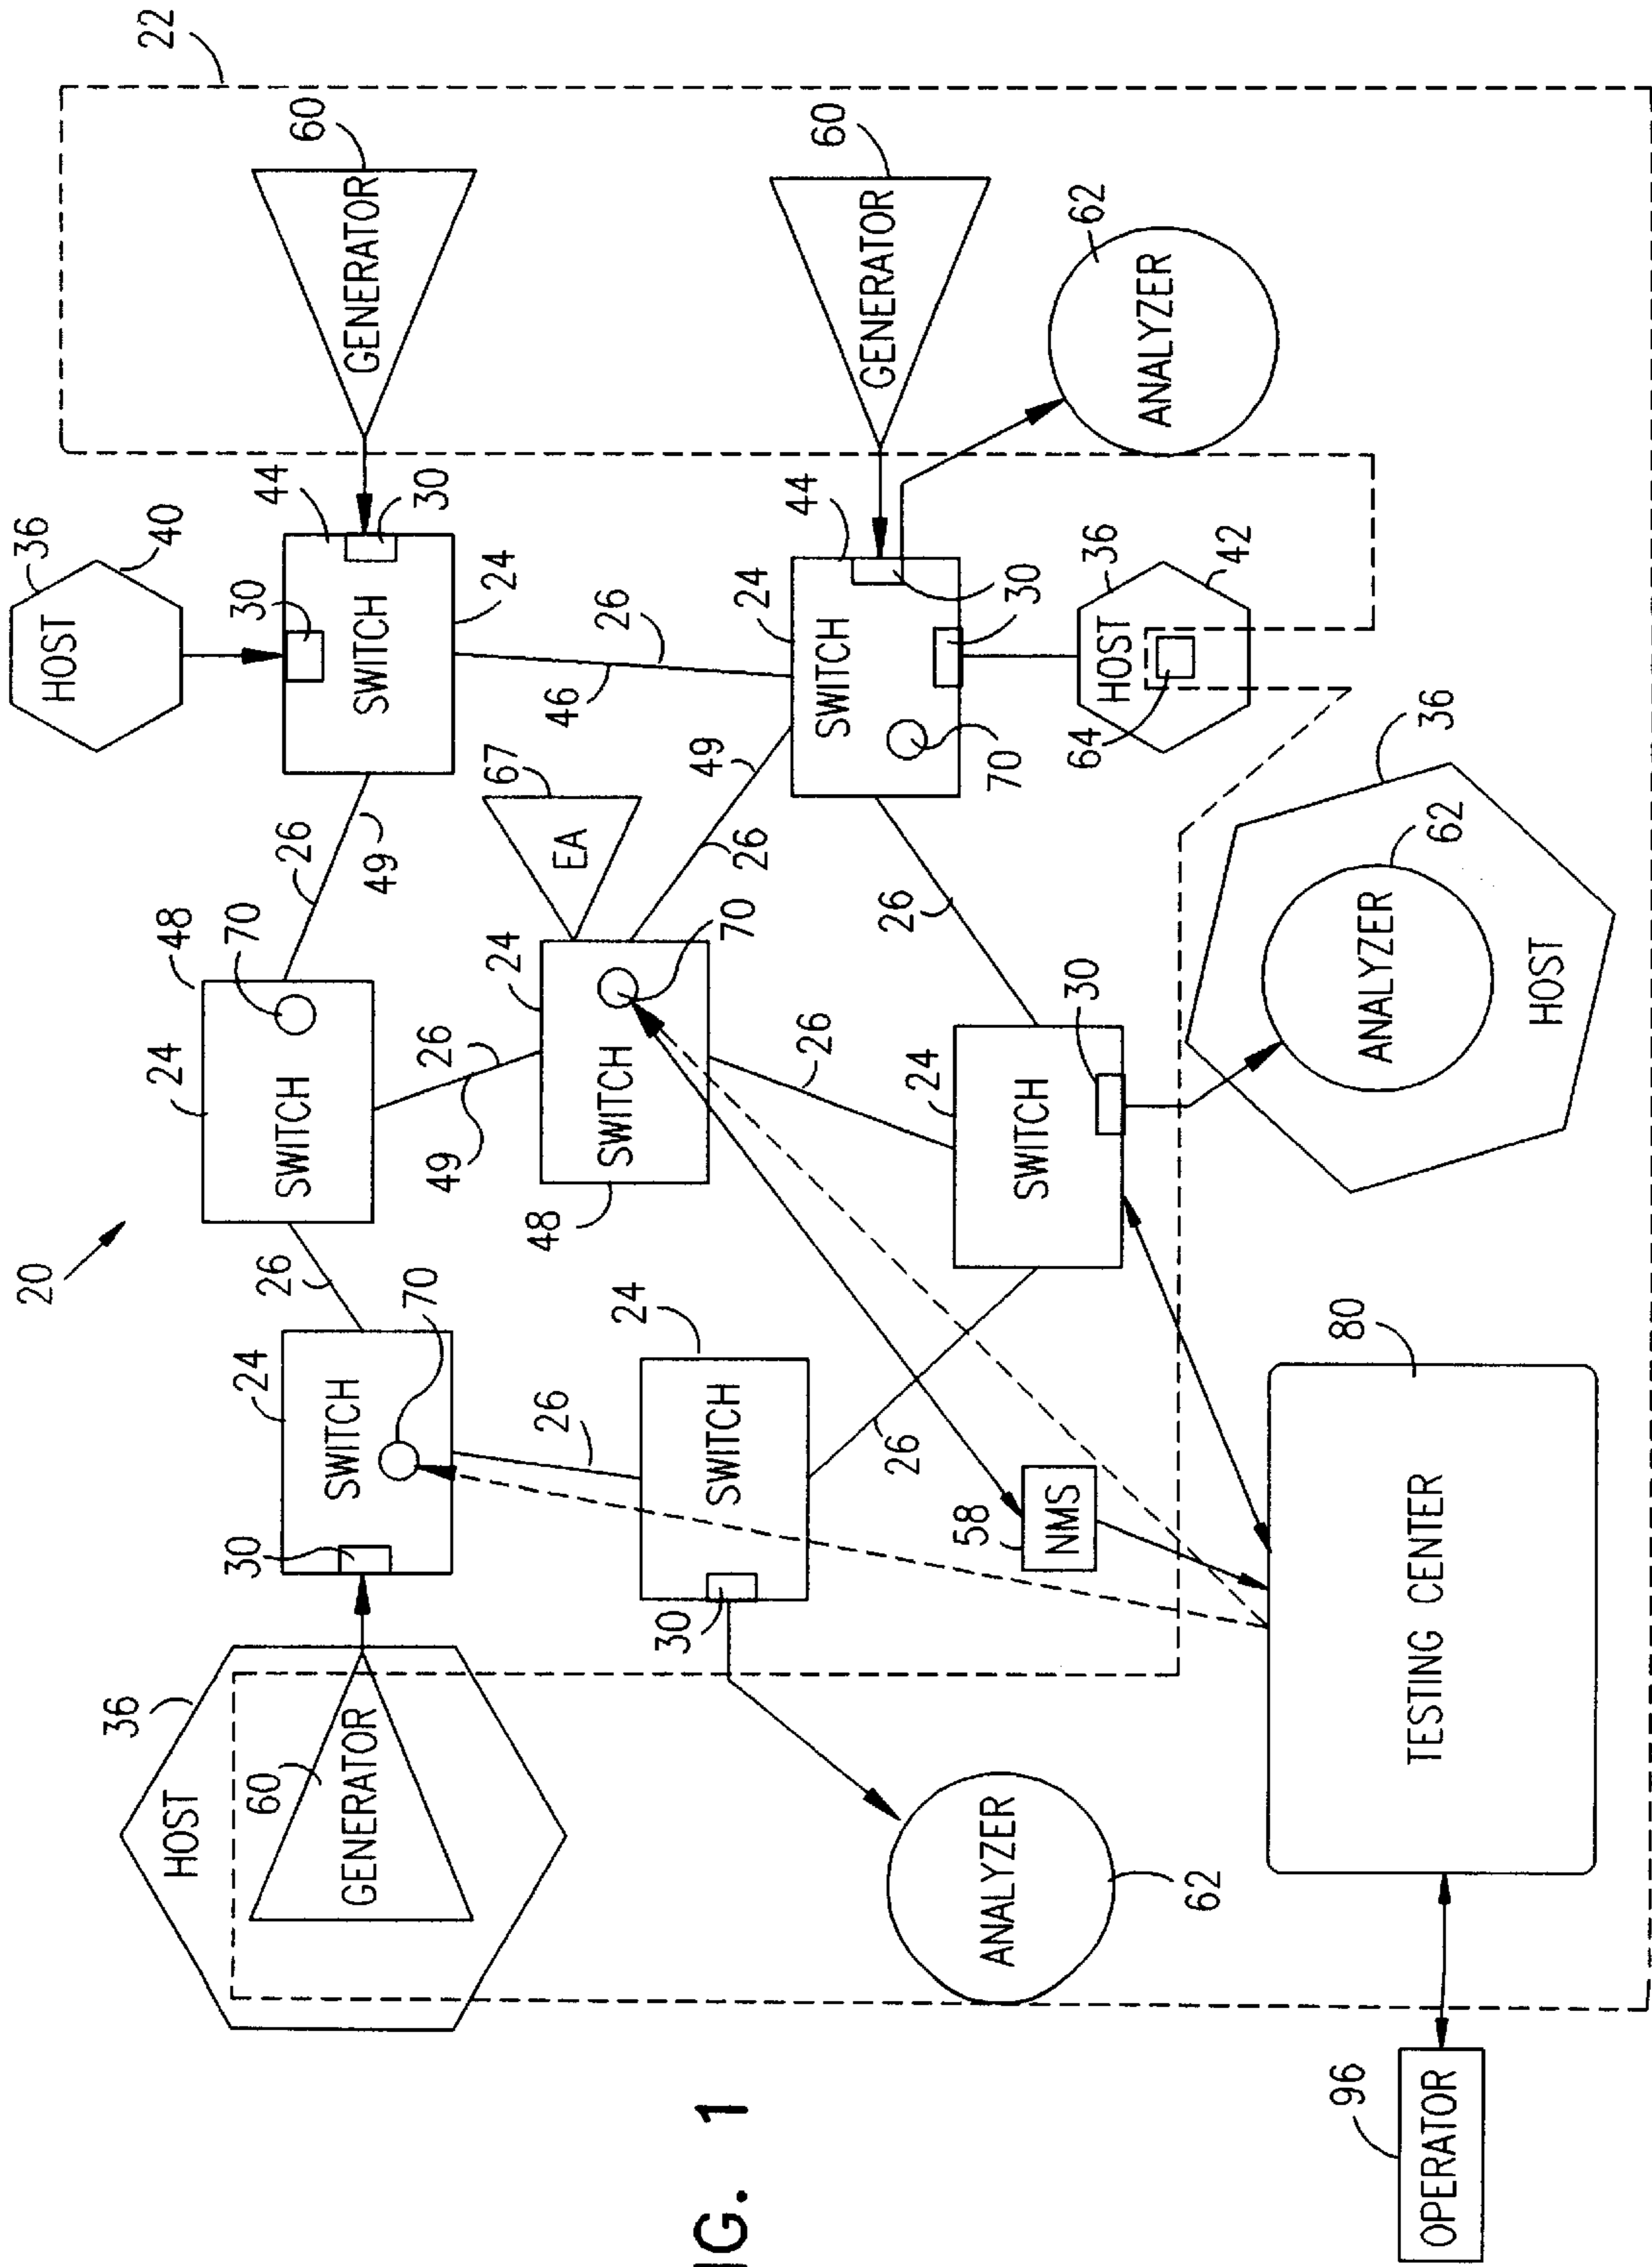 20
36
HOST
40
22
36
HOST
60
GENERATOR
30
24
SWITCH
70
26
24
SWITCH
48
70
26
49
30
SWITCH
44
30
24
GENERATOR
60
26
49
26
46
26
24
SWITCH
30
24
SWITCH
48
70
EA
67
26
49
24
SWITCH
44
70
30
30
GENERATOR
60
ANALYZER
62
26
26
26
58
NMS
24
SWITCH
30
36
HOST
42
64
ANALYZER
62
36
ANALYZER
62
HOST
96
OPERATOR
TESTING CENTER
80
IG. 1